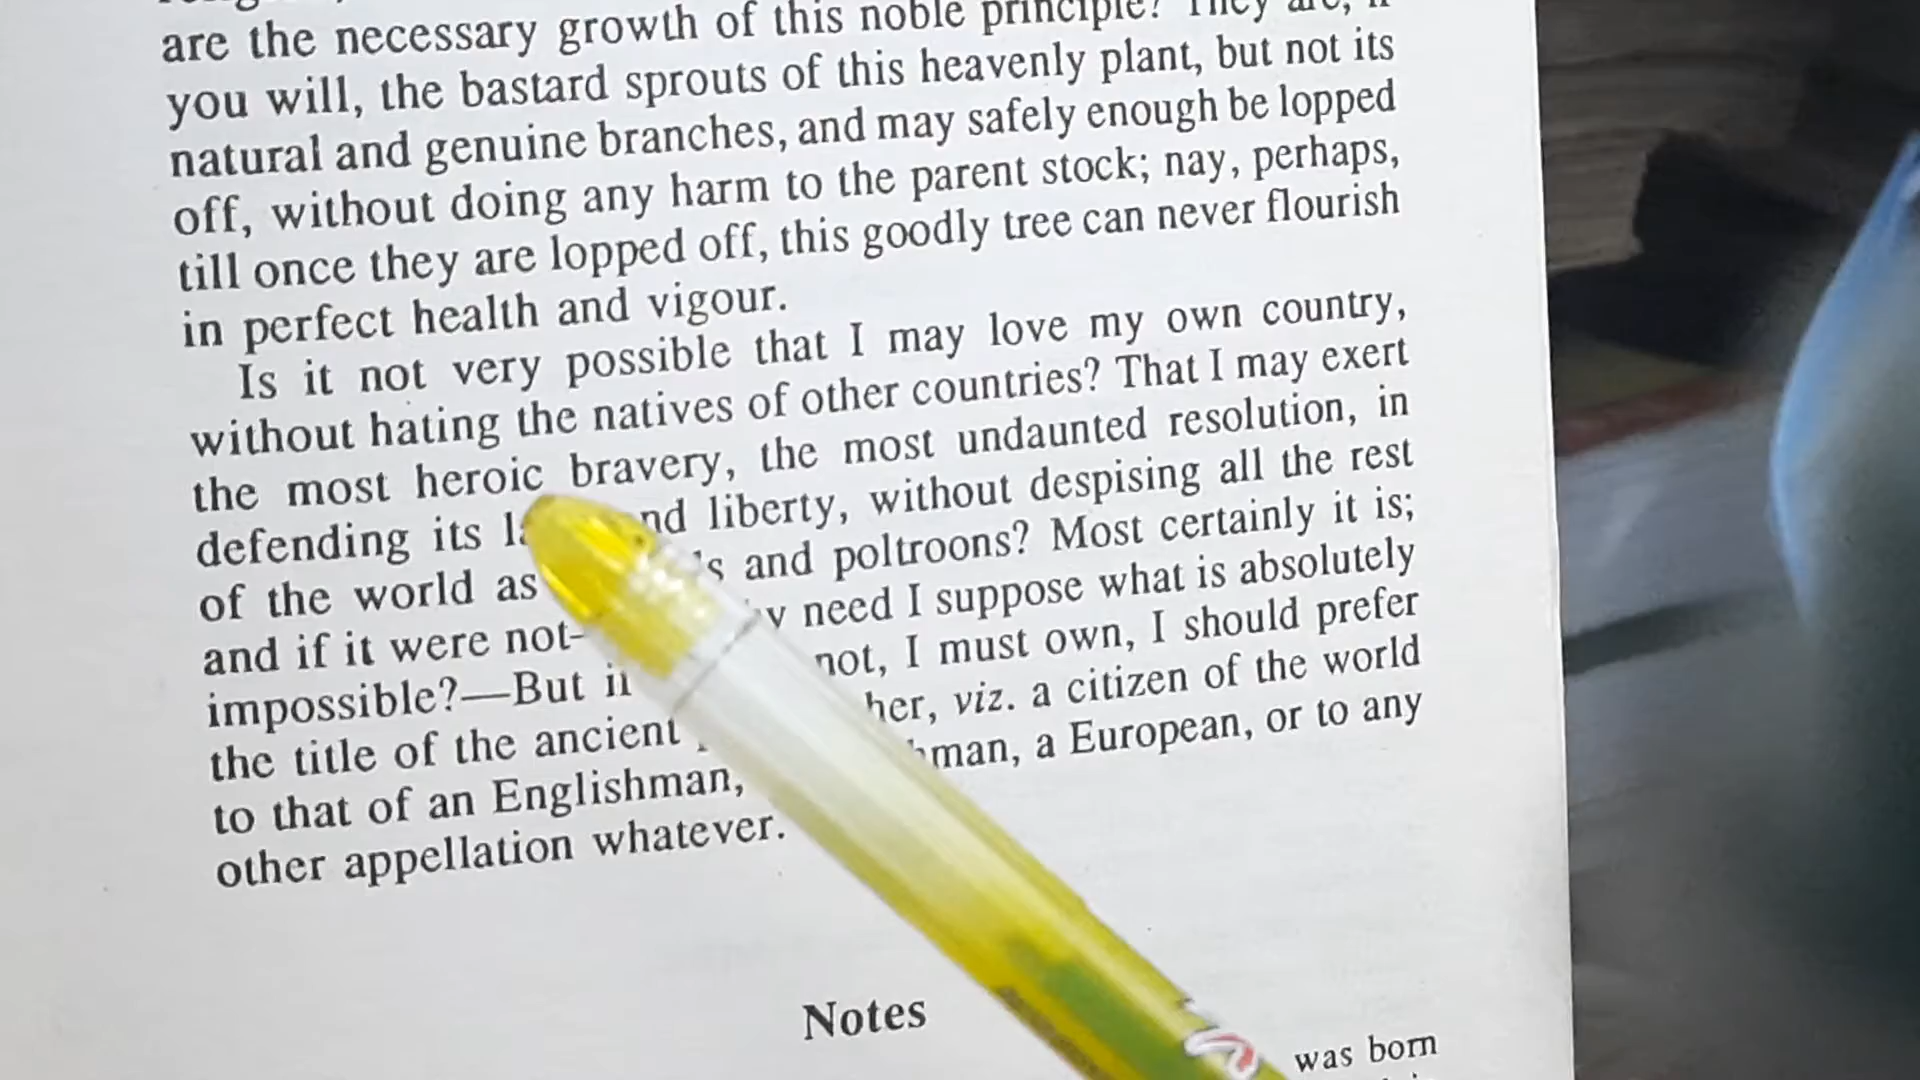 are the necessary growth of this noble principle? They are, if
you will, the bastard sprouts of this heavenly plant, but not its
natural and genuine branches, and may safely enough be lopped
off, without doing any harm to the parent stock; nay, perhaps,
till once they are lopped off, this goodly tree can never flourish
in perfect health and vigour.
Is it not very possible that I may love my own country,
without hating the natives of other countries? That I may exert
the most heroic bravery, the most undaunted resolution, in
defending its and liberty, without despising all the rest
of the world as and poltroons? Most certainly it is;
and if it were not- need I suppose what is absolutely
impossible?—But not, I must own, I should prefer
the title of the ancient viz. a citizen of the world
to that of an Englishman, a European, or to any
other appellation whatever.
Notes
was born